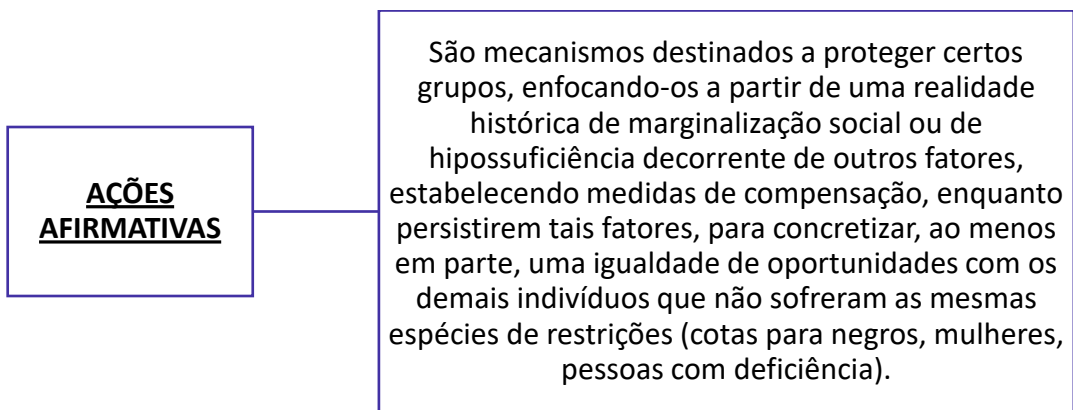 AÇÕES
AFIRMATIVAS
São mecanismos destinados a proteger certos
grupos, enfocando-os a partir de uma realidade
histórica de marginalização social ou de
hipossuficiência decorrente de outros fatores,
estabelecendo medidas de compensação, enquanto
persistirem tais fatores, para concretizar, ao menos
em parte, uma igualdade de oportunidades com os
demais indivíduos que não sofreram as mesmas
espécies de restrições (cotas para negros, mulheres,
pessoas com deficiência).